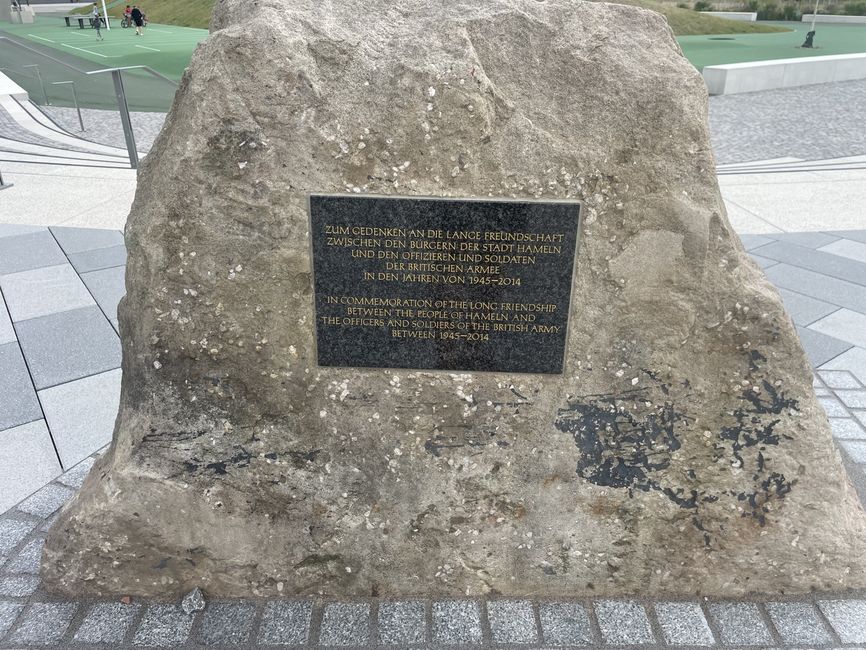 ZUM GEDENKEN AN DIE LANGE FREUNDSCHAFT
ZWISCHEN DEN BÜRGERN DER STADT HAMELN
UND DEN OFFIZIEREN UND SOLDATEN
DER BRITISCHEN ARMEE
IN DEN JAHREN VON 1945–2014
IN COMMEMORATION OF THE LONG FRIENDSHIP
BETWEEN THE PEOPLE OF HAMELN AND
THE OFFICERS AND SOLDIERS OF THE BRITISH ARMY
BETWEEN 1945–2014